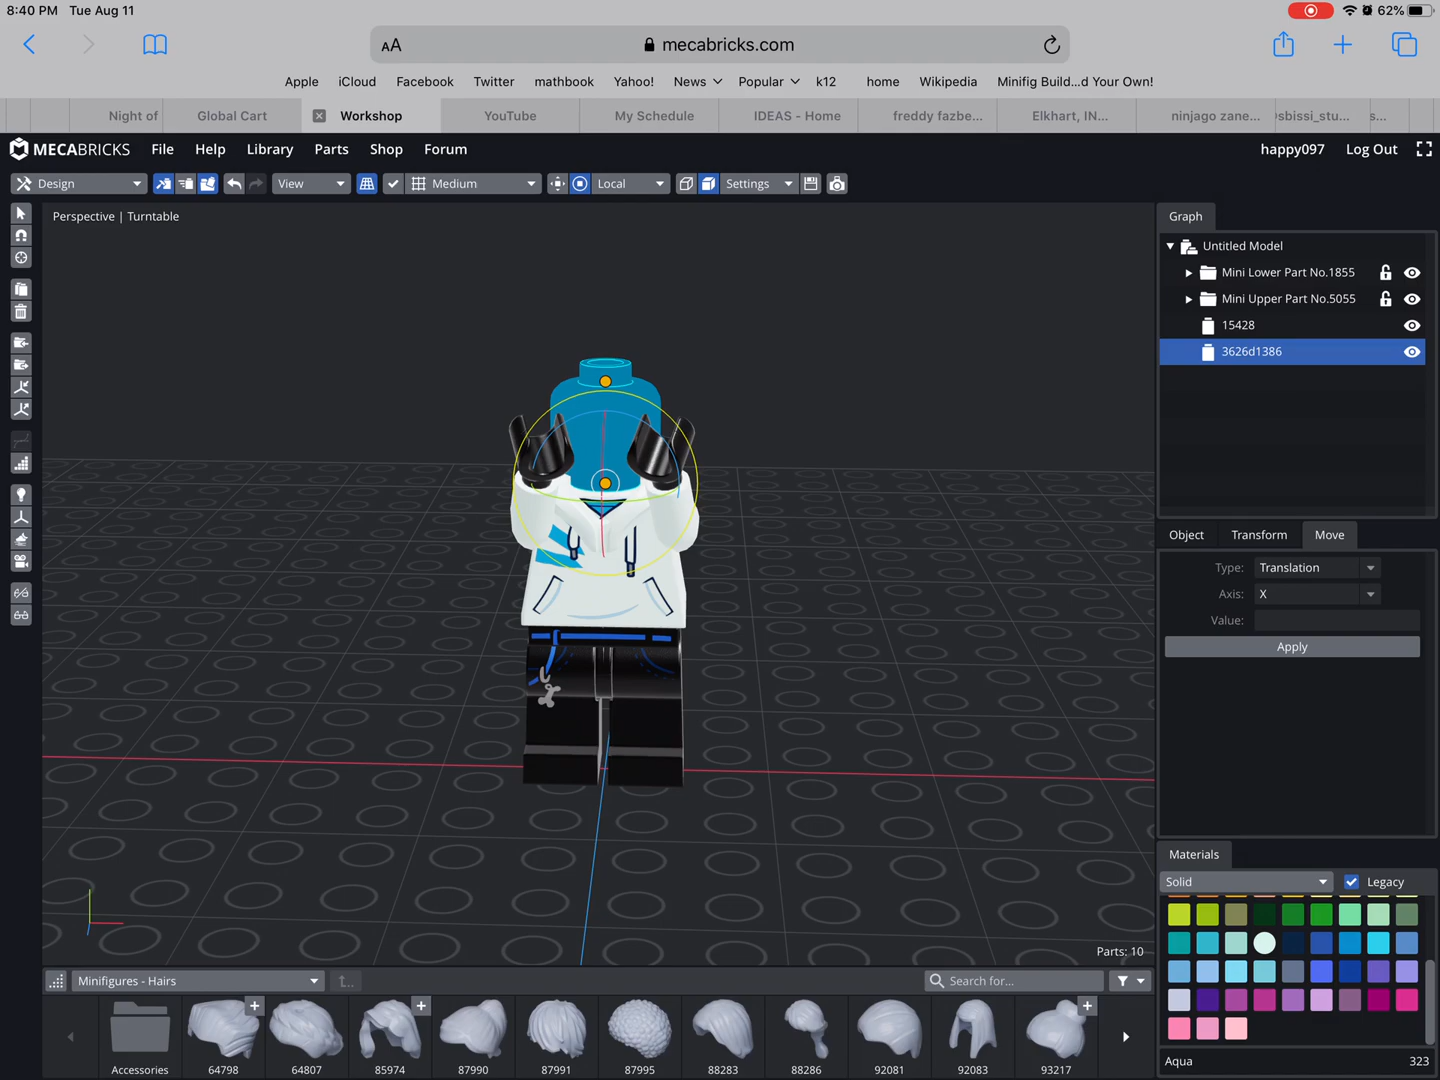 8:40 PM Tue Aug 11 62%
AA mecabricks.com
Apple iCloud Facebook Twitter mathbook Yahoo! News Popular k12 home Wikipedia Minifig Build...d Your Own!
Night of Global Cart Workshop YouTube My Schedule IDEAS - Home freddy fazbe... Elkhart, IN... ninjago zane... sbissi_stu... s...
MECABRICKS File Help Library Parts Shop Forum happy097 Log Out
Design View Medium Local Settings
Perspective | Turntable
Graph
Untitled Model
Mini Lower Part No.1855
Mini Upper Part No.5055
15428
3626d1386
Object Transform Move
Type: Translation
Axis: X
Value:
Apply
Materials
Solid Legacy
Aqua 323
Parts: 10
Minifigures - Hairs Search for...
Accessories 64798 64807 85974 87990 87991 87995 88283 88286 92081 92083 93217